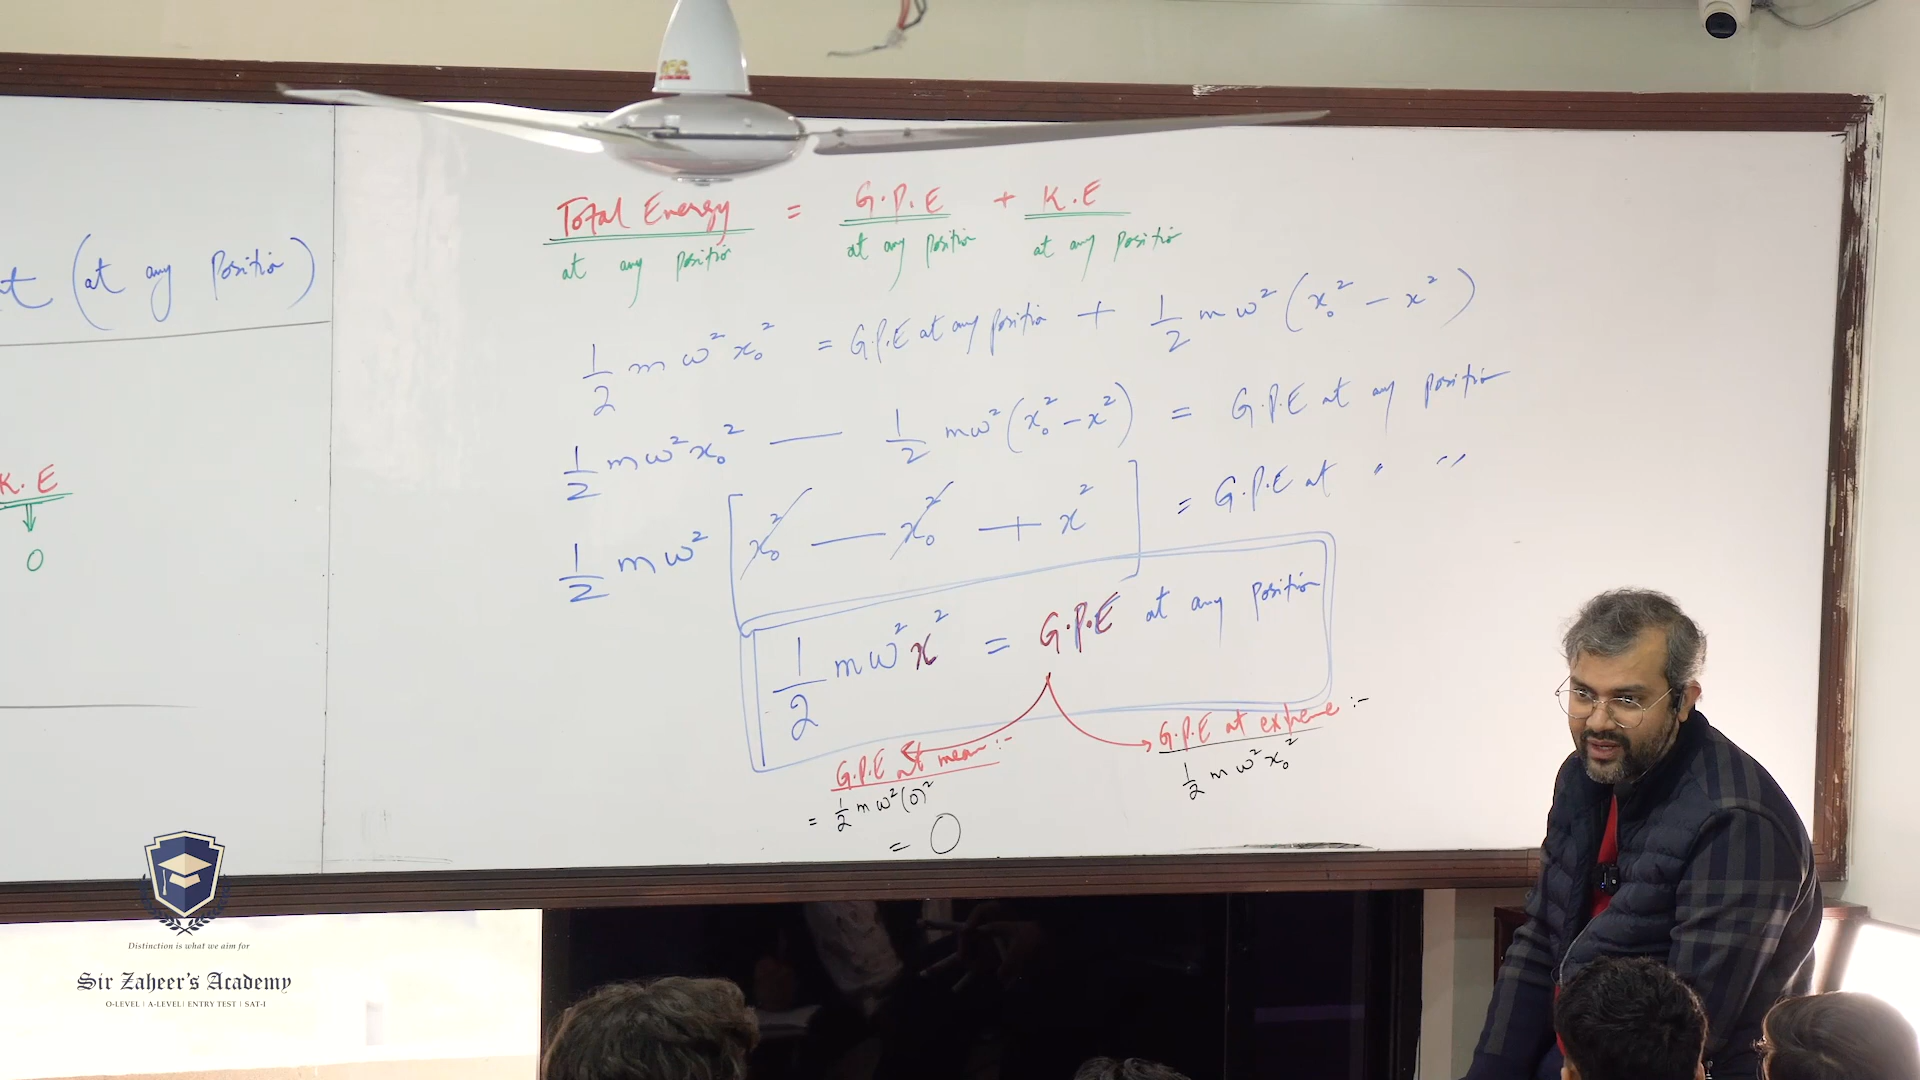 Total Energy = G.P.E + K.E
at any position at any position at any position
t (at any Position)
1/2 m ω² x₀² = G.P.E at any position + 1/2 m ω² (x₀² - x²)
1/2 mω²x₀² — 1/2 mω²(x₀² - x²) = G.P.E at any position
K.E
↓
0
1/2 m ω² [x₀² — x₀² + x²] = G.P.E at " "
1/2 mω²x² = G.P.E at any position
G.P.E at mean :-
= 1/2 m ω²(0)²
= 0
G.P.E at extreme :-
1/2 m ω² x₀²
Distinction is what we aim for
Sir Zaheer's Academy
O-LEVEL | A-LEVEL | ENTRY TEST | SAT-I